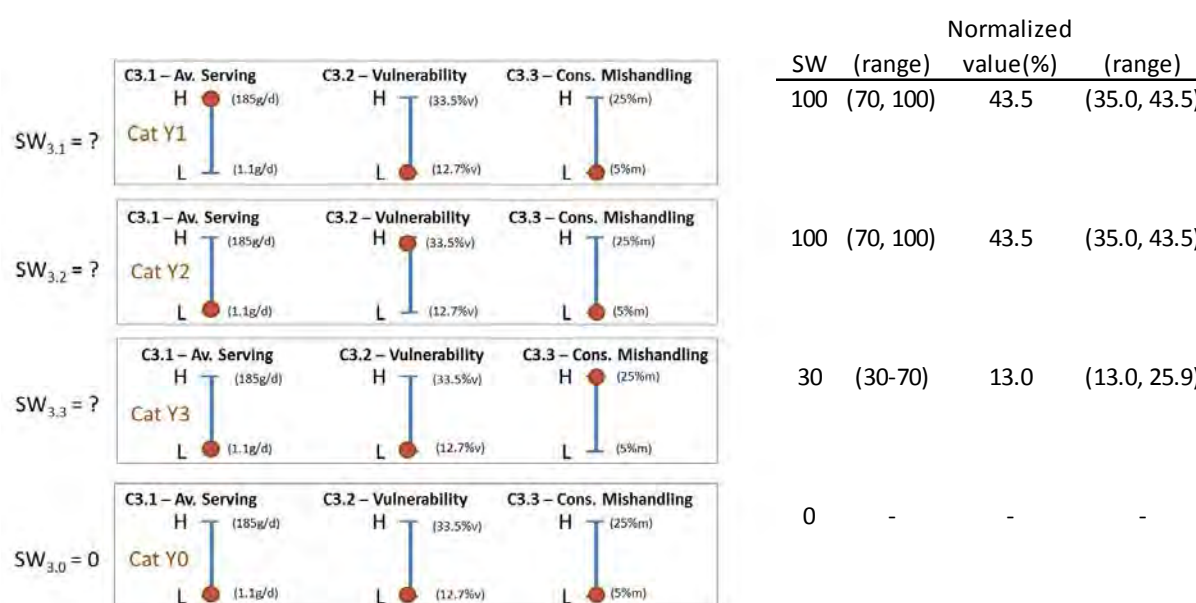 Normalized
SW (range) value(%) (range)
C3.1 – Av. Serving C3.2 – Vulnerability C3.3 – Cons. Mishandling
H (185g/d) H (33.5%v) H (25%m)
100 (70, 100) 43.5 (35.0, 43.5)
SW3.1 = ? Cat Y1
L (1.1g/d) L (12.7%v) L (5%m)
C3.1 – Av. Serving C3.2 – Vulnerability C3.3 – Cons. Mishandling
H (185g/d) H (33.5%v) H (25%m)
100 (70, 100) 43.5 (35.0, 43.5)
SW3.2 = ? Cat Y2
L (1.1g/d) L (12.7%v) L (5%m)
C3.1 – Av. Serving C3.2 – Vulnerability C3.3 – Cons. Mishandling
H (185g/d) H (33.5%v) H (25%m)
30 (30-70) 13.0 (13.0, 25.9)
SW3.3 = ? Cat Y3
L (1.1g/d) L (12.7%v) L (5%m)
C3.1 – Av. Serving C3.2 – Vulnerability C3.3 – Cons. Mishandling
H (185g/d) H (33.5%v) H (25%m)
0 - - -
SW3.0 = 0 Cat Y0
L (1.1g/d) L (12.7%v) L (5%m)